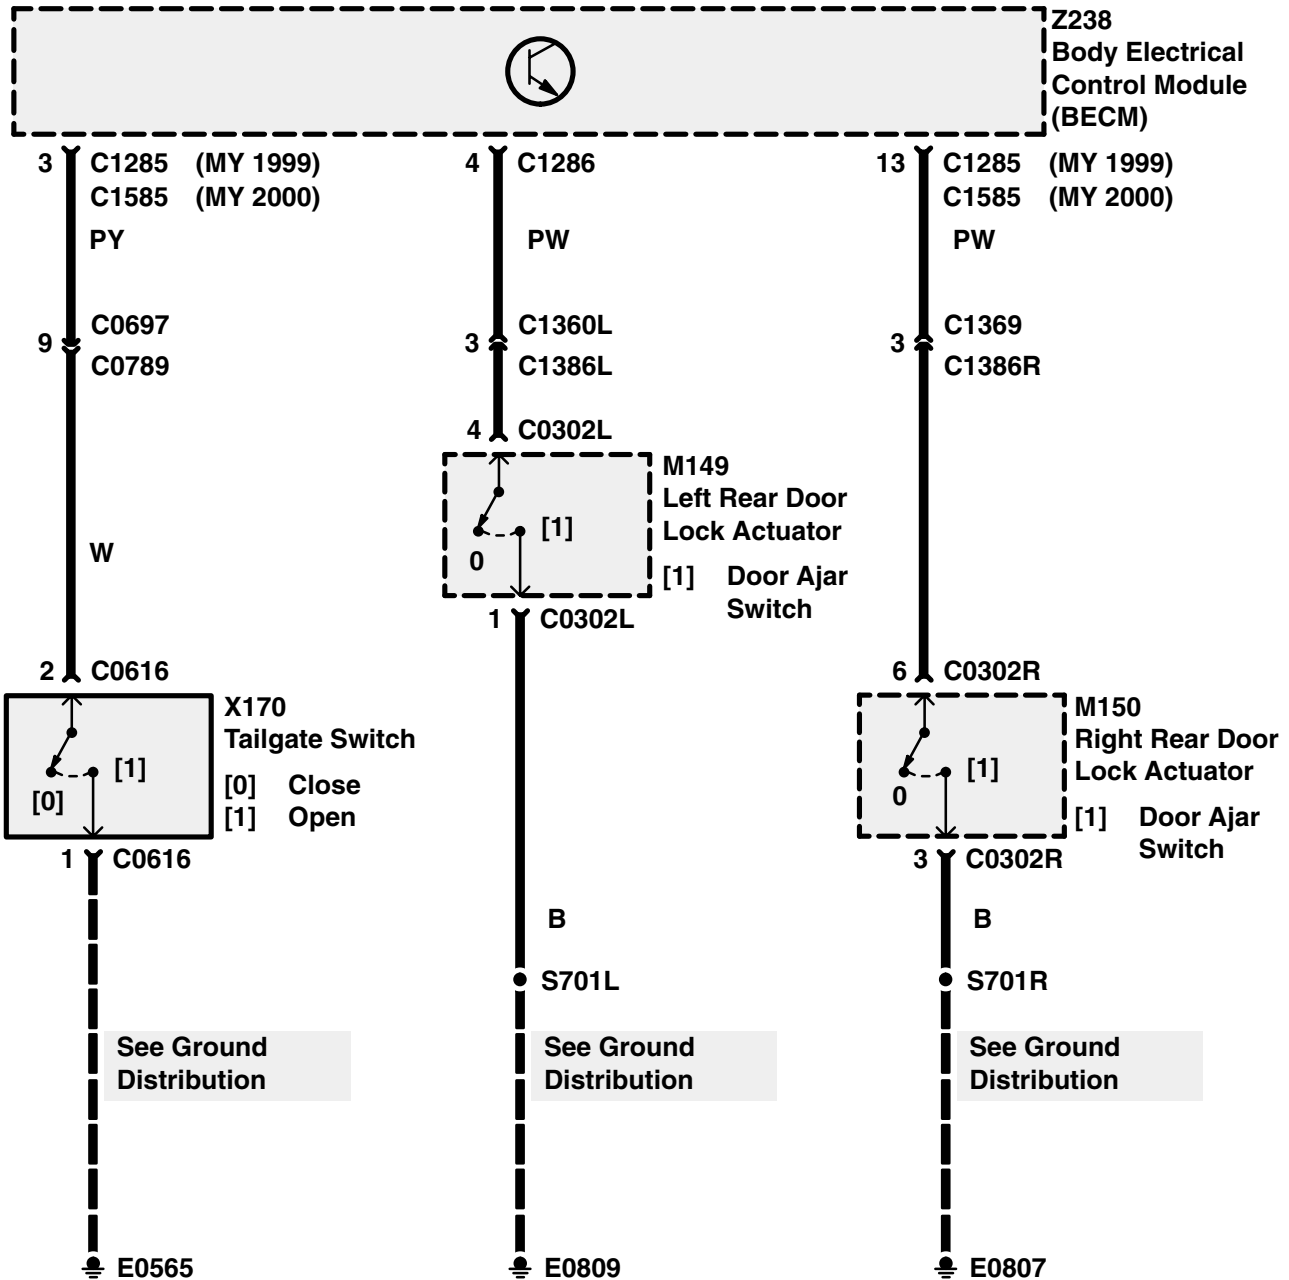 Z238
Body Electrical
Control Module
(BECM)
3 C1285 (MY 1999)
C1585 (MY 2000)
4 C1286
13 C1285 (MY 1999)
C1585 (MY 2000)
PY
PW
PW
9 C0697
C0789
3 C1360L
C1386L
3 C1369
C1386R
4 C0302L
M149
Left Rear Door
Lock Actuator
[1] Door Ajar
Switch
[1]
0
W
1 C0302L
2 C0616
6 C0302R
X170
Tailgate Switch
[0] Close
[1] Open
[1]
[0]
M150
Right Rear Door
Lock Actuator
[1] Door Ajar
Switch
[1]
0
1 C0616
3 C0302R
B
B
S701L
S701R
See Ground
Distribution
See Ground
Distribution
See Ground
Distribution
E0565
E0809
E0807